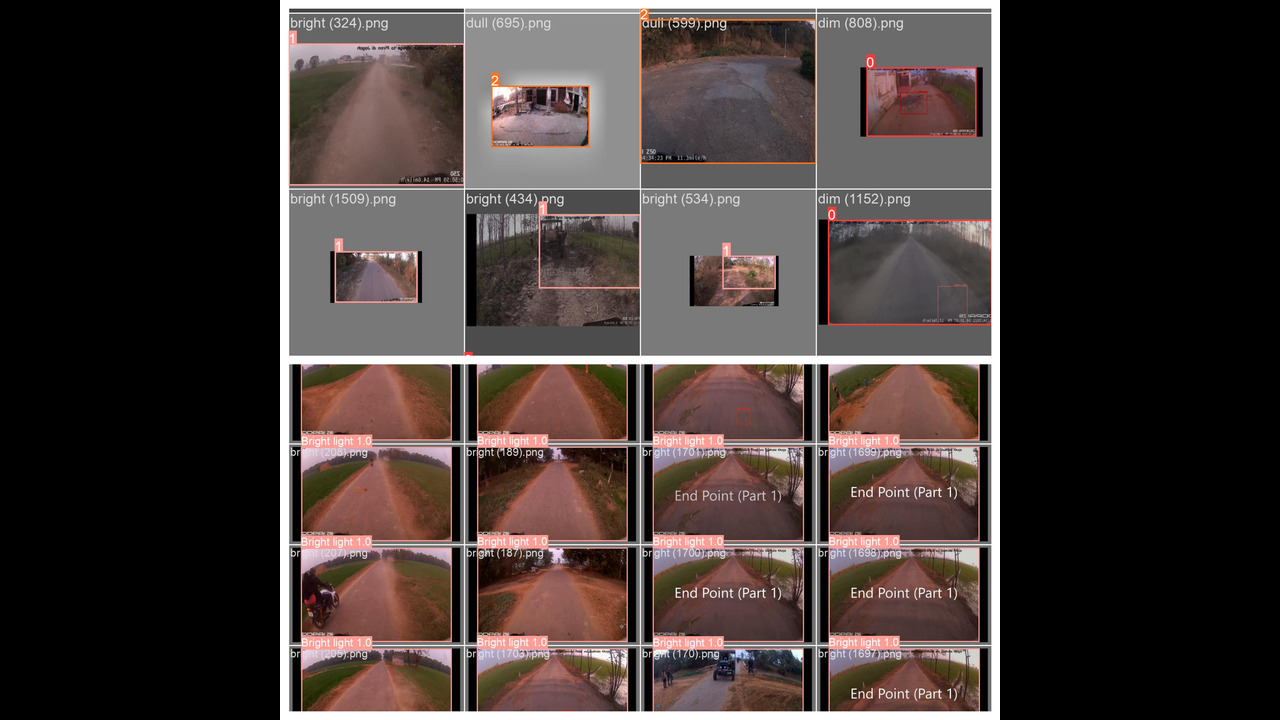 bright (324).png
dull (695).png
dull (599).png
dim (808).png
1
2
2
0
bright (1509).png
bright (434).png
bright (534).png
dim (1152).png
1
1
1
0
Bright light 1.0
Bright light 1.0
Bright light 1.0
Bright light 1.0
bright (208).png
bright (189).png
bright (1701).png
bright (1699).png
End Point (Part 1)
End Point (Part 1)
Bright light 1.0
Bright light 1.0
Bright light 1.0
Bright light 1.0
bright (207).png
bright (187).png
bright (1700).png
bright (1698).png
End Point (Part 1)
End Point (Part 1)
Bright light 1.0
Bright light 1.0
Bright light 1.0
Bright light 1.0
bright (205).png
bright (1703).png
bright (170).png
bright (1697).png
End Point (Part 1)